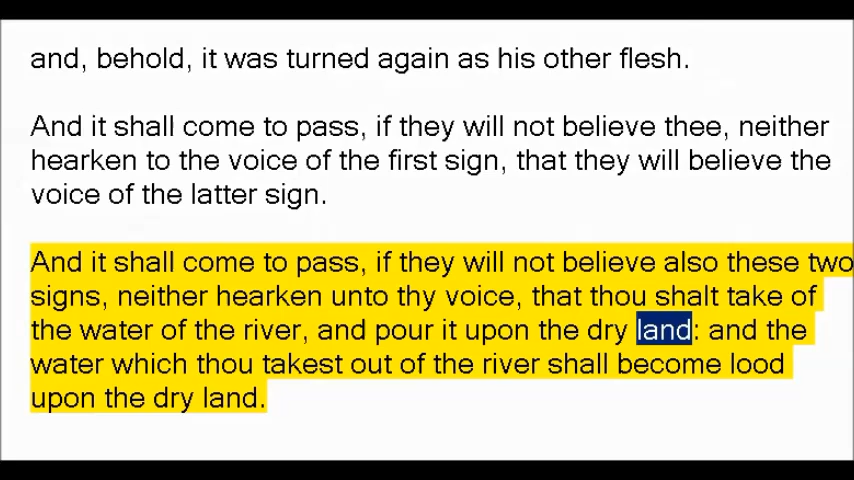 and, behold, it was turned again as his other flesh.
And it shall come to pass, if they will not believe thee, neither
hearken to the voice of the first sign, that they will believe the
voice of the latter sign.
And it shall come to pass, if they will not believe also these two
signs, neither hearken unto thy voice, that thou shalt take of
the water of the river, and pour it upon the dry land: and the
water which thou takest out of the river shall become lood
upon the dry land.